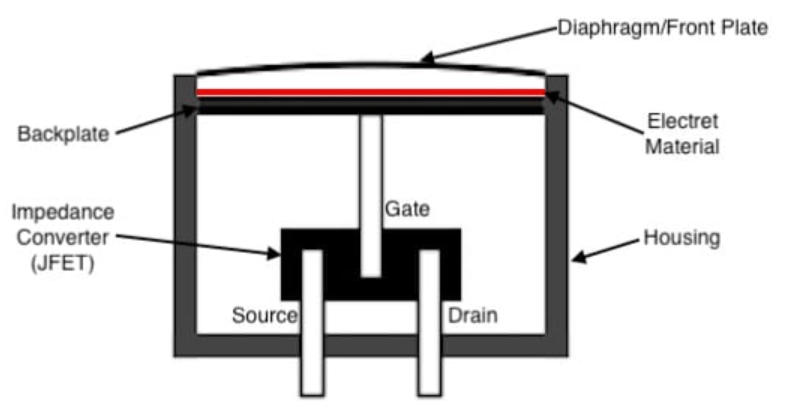 Diaphragm/Front Plate
Backplate
Electret
Material
Impedance
Converter
(JFET)
Gate
Housing
Source
Drain